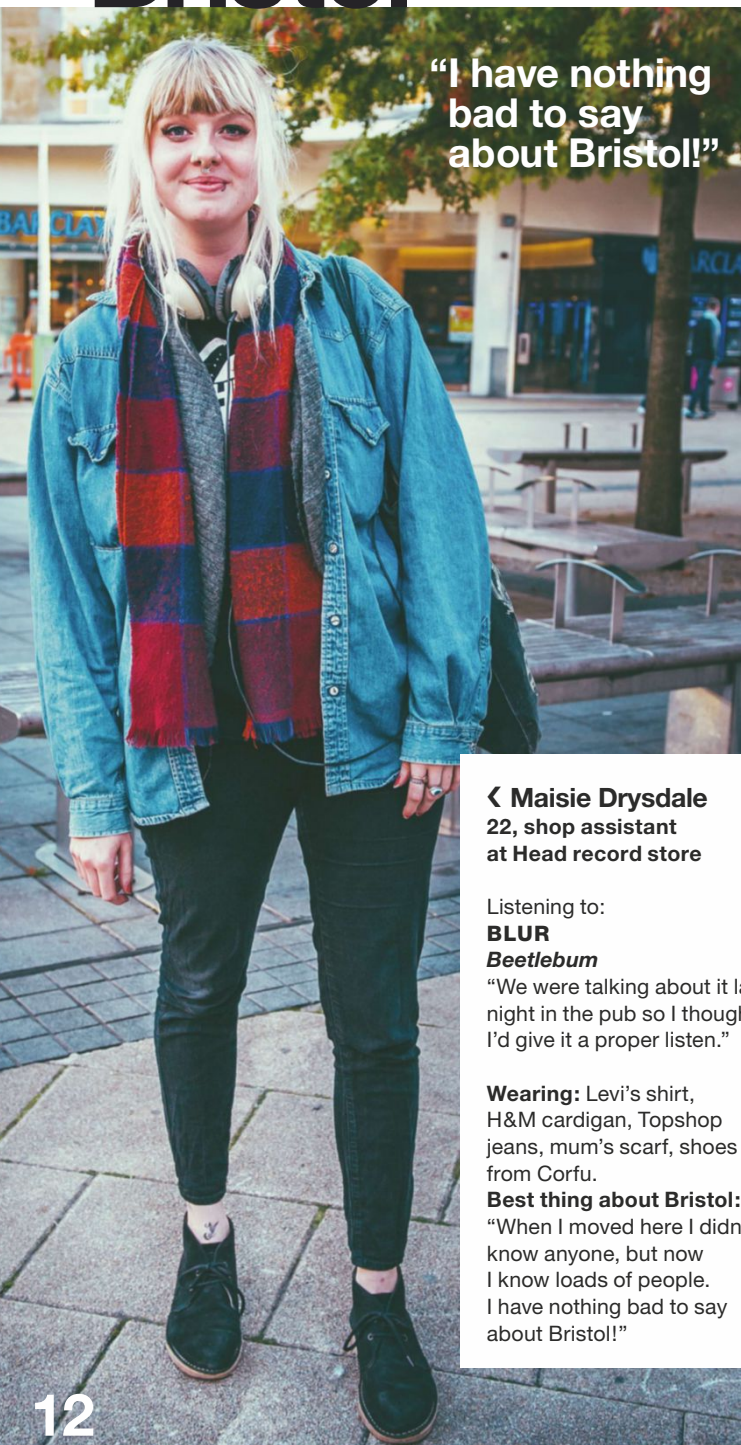 “I have nothing
bad to say
about Bristol!”
BARCLAY
❮ Maisie Drysdale
22, shop assistant
at Head record store
Listening to:
BLUR
Beetlebum
“We were talking about it
night in the pub so I
I’d give it a proper listen.”
Wearing: Levi’s shirt,
H&M cardigan, Topshop
jeans, mum’s scarf, shoes
from Corfu.
Best thing about Bristol:
“When I moved here I
know anyone, but now
I know loads of people.
I have nothing bad to say
about Bristol!”
12